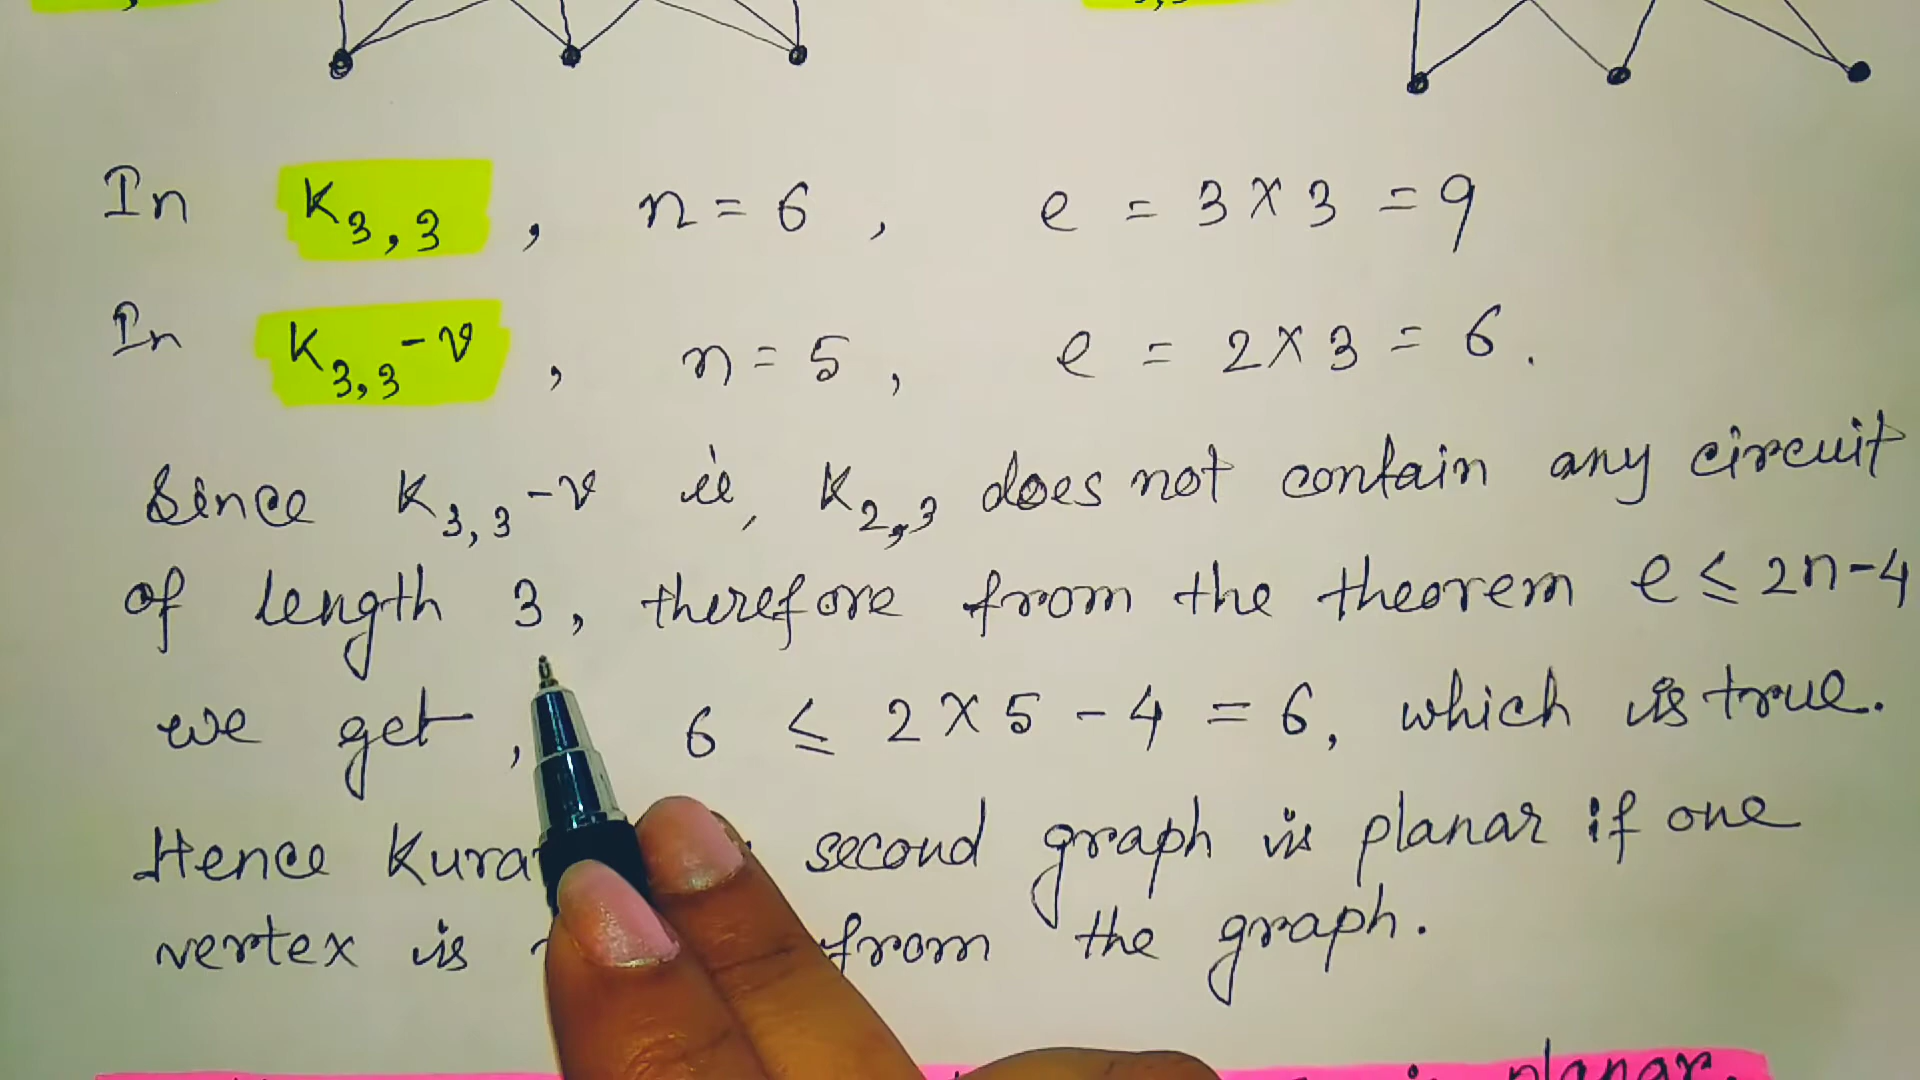 In K3,3 , n = 6 , e = 3 × 3 = 9
In K3,3 - v , n = 5 , e = 2 × 3 = 6 .
Since K3,3 - v ie, K2,3 does not contain any circuit
of length 3, therefore from the theorem e ≤ 2n-4
we get , 6 ≤ 2 × 5 - 4 = 6, which is true.
Hence second graph is planar if one
vertex is from the graph.
planar.